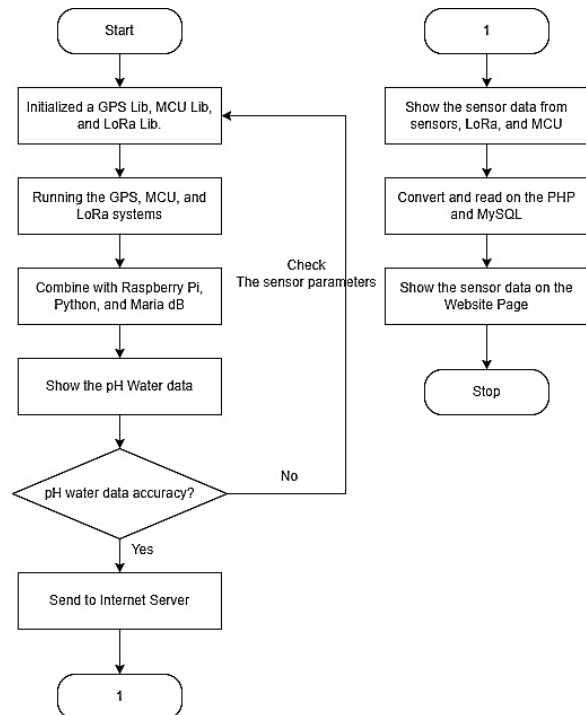 Start
Initialized a GPS Lib, MCU Lib,
and LoRa Lib.
Running the GPS, MCU, and
LoRa systems
Combine with Raspberry Pi,
Python, and Maria dB
Show the pH Water data
pH water data accuracy?
No
Check
The sensor parameters
Yes
Send to Internet Server
1
1
Show the sensor data from
sensors, LoRa, and MCU
Convert and read on the PHP
and MySQL
Show the sensor data on the
Website Page
Stop